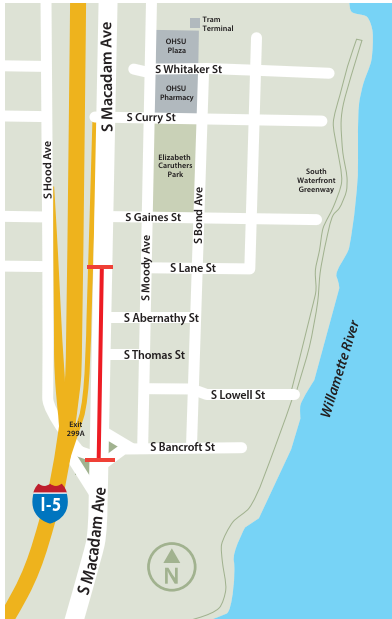 Tram
Terminal
OHSU
Plaza
S Macadam Ave
S Whitaker St
OHSU
Pharmacy
S Curry St
S Hood Ave
Elizabeth
Caruthers
Park
South
Waterfront
Greenway
S Gaines St
S Bond Ave
S Moody Ave
S Lane St
S Abernathy St
S Thomas St
Willamette River
S Lowell St
Exit
299A
S Bancroft St
I-5
S Macadam Ave
N